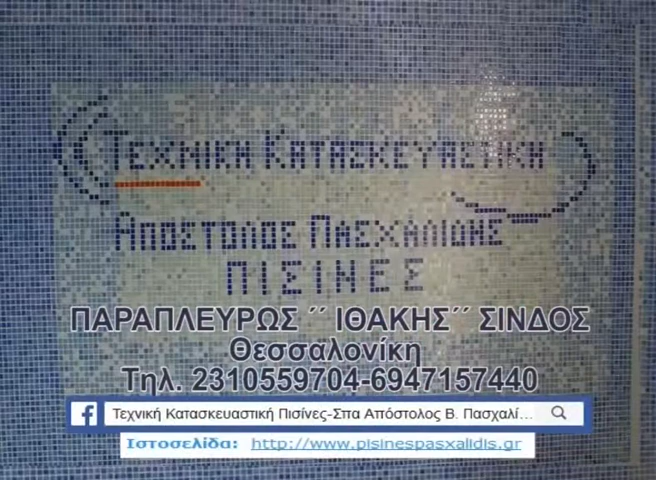 ΤΕΧΝΙΚΗ ΚΑΤΑΣΚΕΥΑΣΤΙΚΗ
ΑΠΟΣΤΟΛΟΣ ΠΑΣΧΑΛΙΔΗΣ
ΠΙΣΙΝΕΣ
ΠΑΡΑΠΛΕΥΡΩΣ ΄΄ ΙΘΑΚΗΣ΄΄ ΣΙΝΔΟΣ
Θεσσαλονίκη
Τηλ. 2310559704-6947157440
f Τεχνική Κατασκευαστική Πισίνες-Σπα Απόστολος Β. Πασχαλί...
Ιστοσελίδα: http://www.pisinespasxalidis.gr